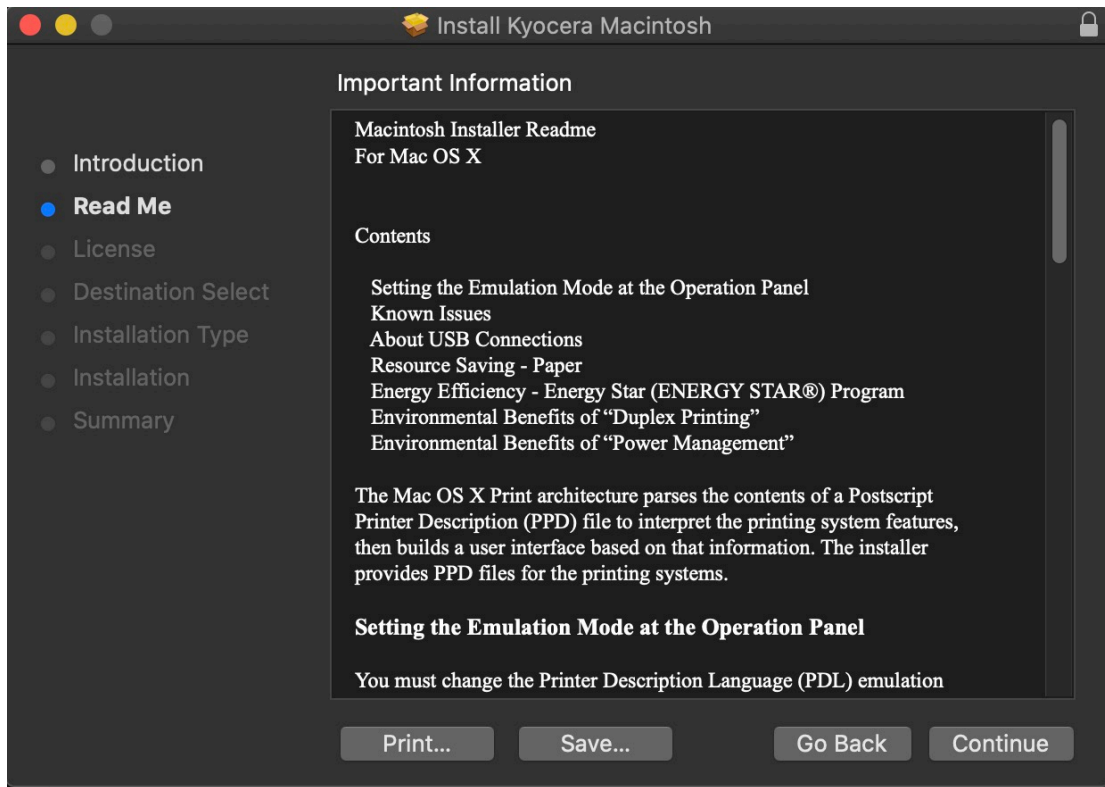 Install Kyocera Macintosh
Important Information
Introduction
Read Me
License
Destination Select
Installation Type
Installation
Summary
Macintosh Installer Readme
For Mac OS X
Contents
Setting the Emulation Mode at the Operation Panel
Known Issues
About USB Connections
Resource Saving - Paper
Energy Efficiency - Energy Star (ENERGY STAR®) Program
Environmental Benefits of “Duplex Printing”
Environmental Benefits of “Power Management”
The Mac OS X Print architecture parses the contents of a Postscript
Printer Description (PPD) file to interpret the printing system features,
then builds a user interface based on that information. The installer
provides PPD files for the printing systems.
Setting the Emulation Mode at the Operation Panel
You must change the Printer Description Language (PDL) emulation
Print...
Save...
Go Back
Continue